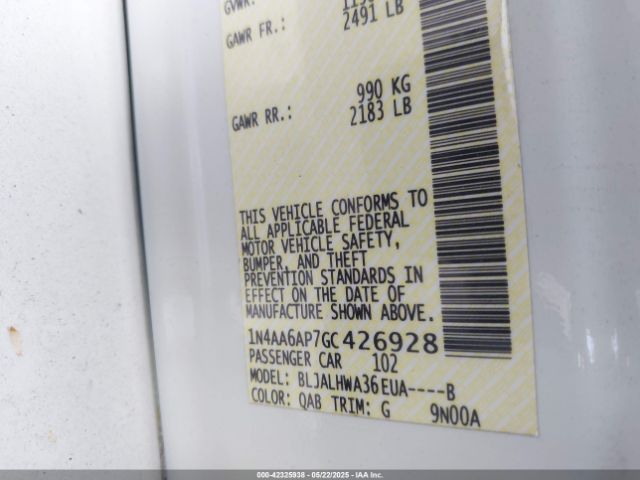 GVWR:
GAWR FR.: 2491 LB
990 KG
GAWR RR.: 2183 LB
THIS VEHICLE CONFORMS TO
ALL APPLICABLE FEDERAL
MOTOR VEHICLE SAFETY,
BUMPER, AND THEFT
PREVENTION STANDARDS IN
EFFECT ON THE DATE OF
MANUFACTURE SHOWN ABOVE.
1N4AA6AP7GC426928
PASSENGER CAR 102
MODEL: BLJALHWA36EUA----B
COLOR: QAB TRIM: G 9N00A
000-42325938 - 05/22/2025 - IAA Inc.